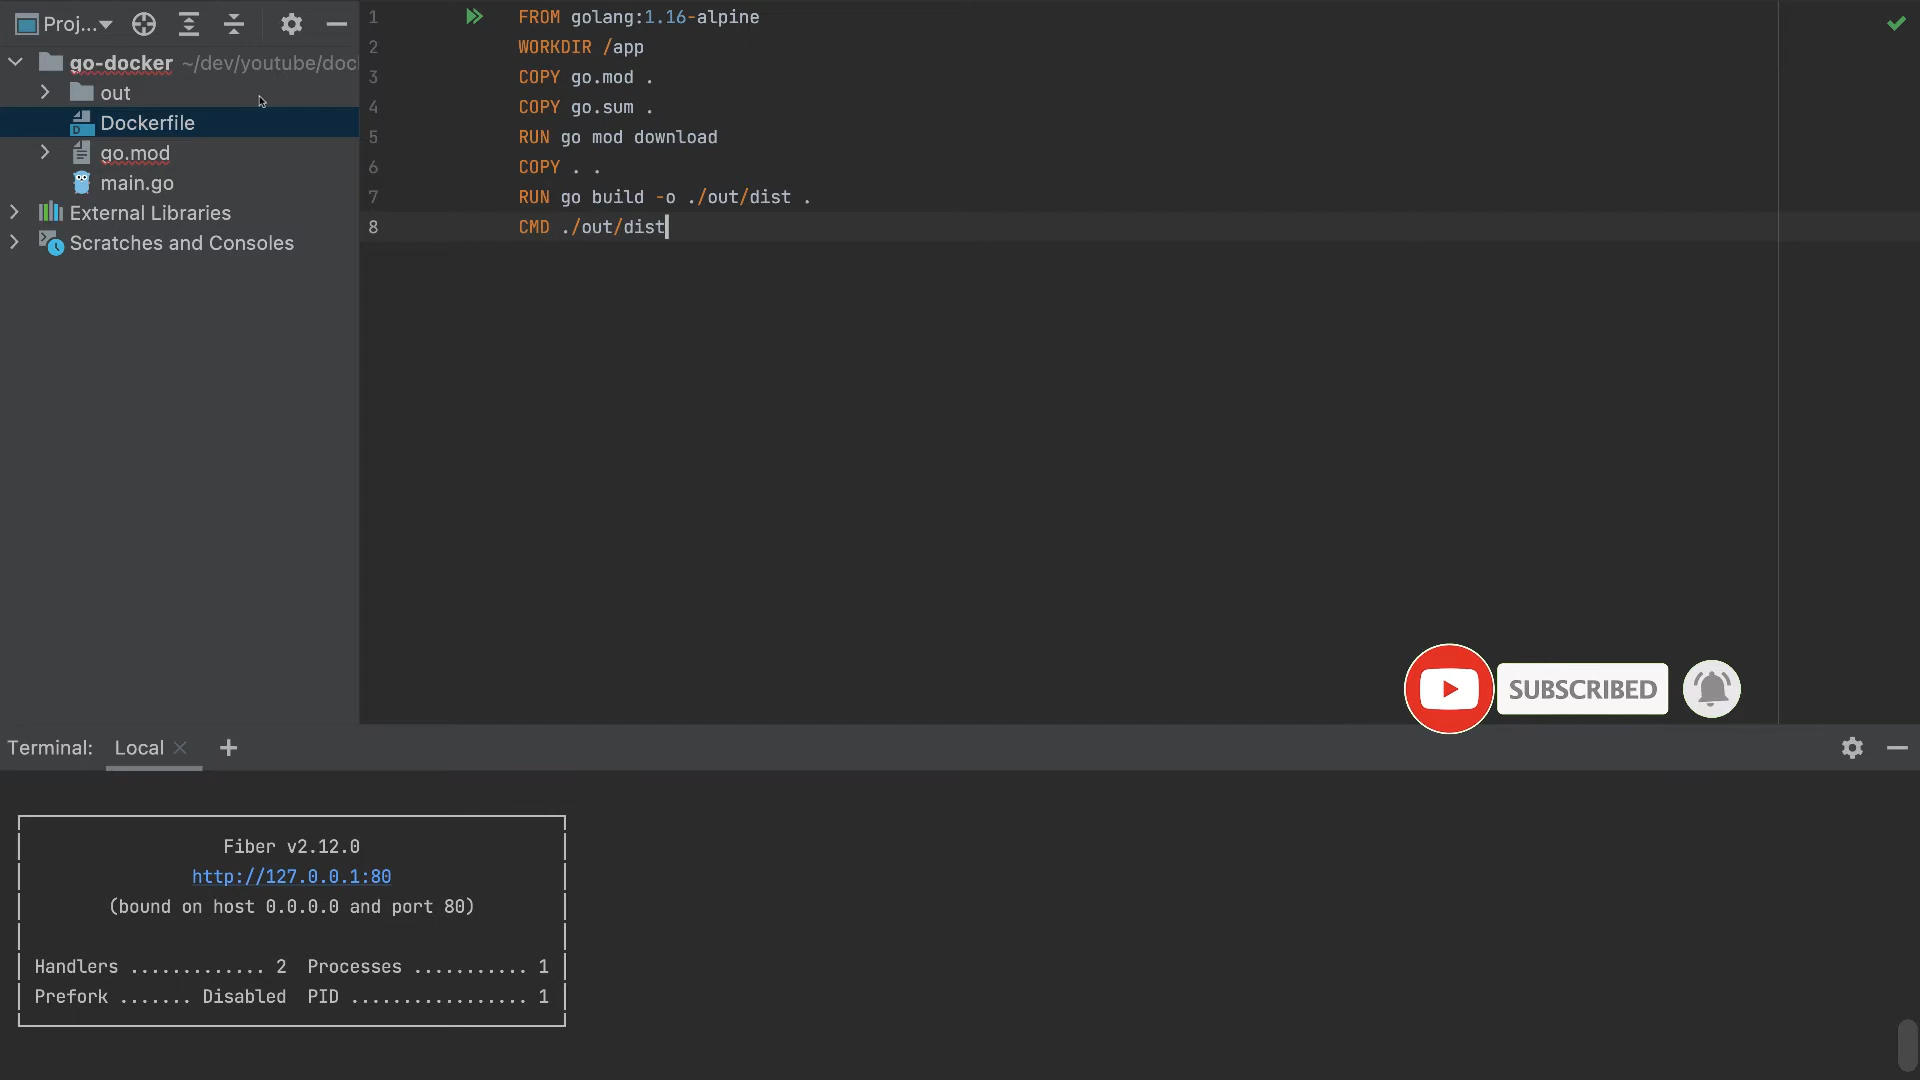 Proj...
go-docker ~/dev/youtube/doc
out
Dockerfile
go.mod
main.go
External Libraries
Scratches and Consoles
1 FROM golang:1.16-alpine
2 WORKDIR /app
3 COPY go.mod .
4 COPY go.sum .
5 RUN go mod download
6 COPY . .
7 RUN go build -o ./out/dist .
8 CMD ./out/dist
SUBSCRIBED
Terminal: Local
Fiber v2.12.0
http://127.0.0.1:80
(bound on host 0.0.0.0 and port 80)
Handlers ............. 2 Processes ........... 1
Prefork ....... Disabled PID ................. 1